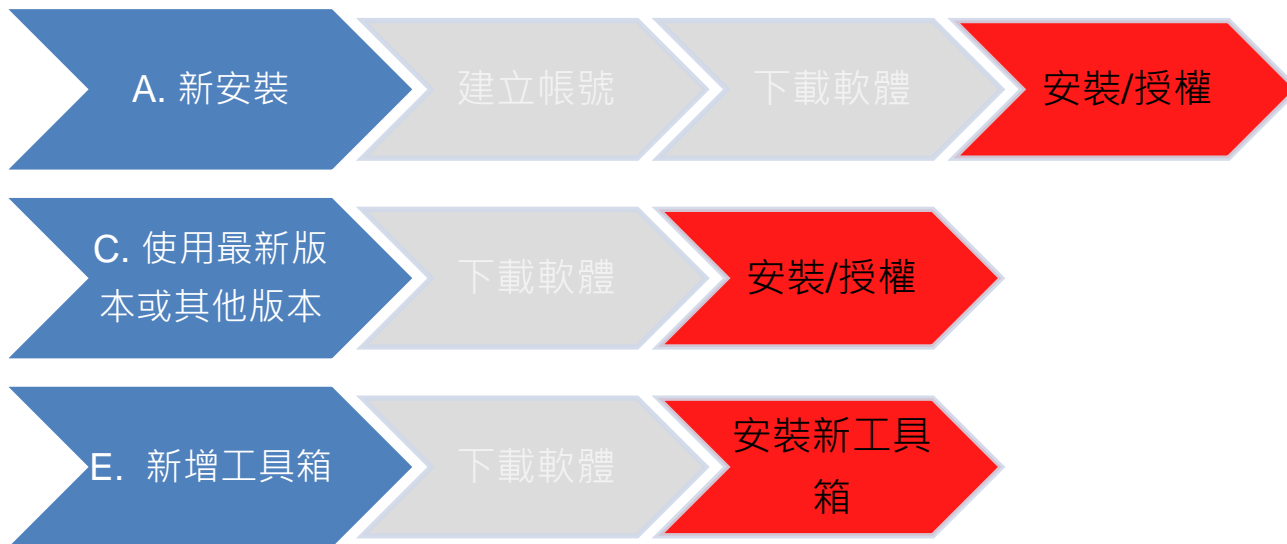 A. 新安裝
建立帳號
下載軟體
安裝/授權
C. 使用最新版
本或其他版本
下載軟體
安裝/授權
E. 新增工具箱
下載軟體
安裝新工具
箱